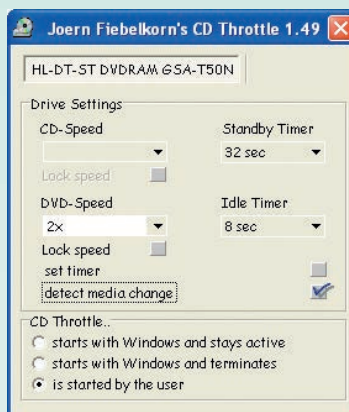 Joern Fiebelkorn's CD Throttle 1.49
HL-DT-ST DVDRAM GSA-T50N
Drive Settings
CD-Speed Standby Timer
32 sec
Lock speed
DVD-Speed Idle Timer
2x 8 sec
Lock speed
set timer
detect media change
CD Throttle..
starts with Windows and stays active
starts with Windows and terminates
is started by the user